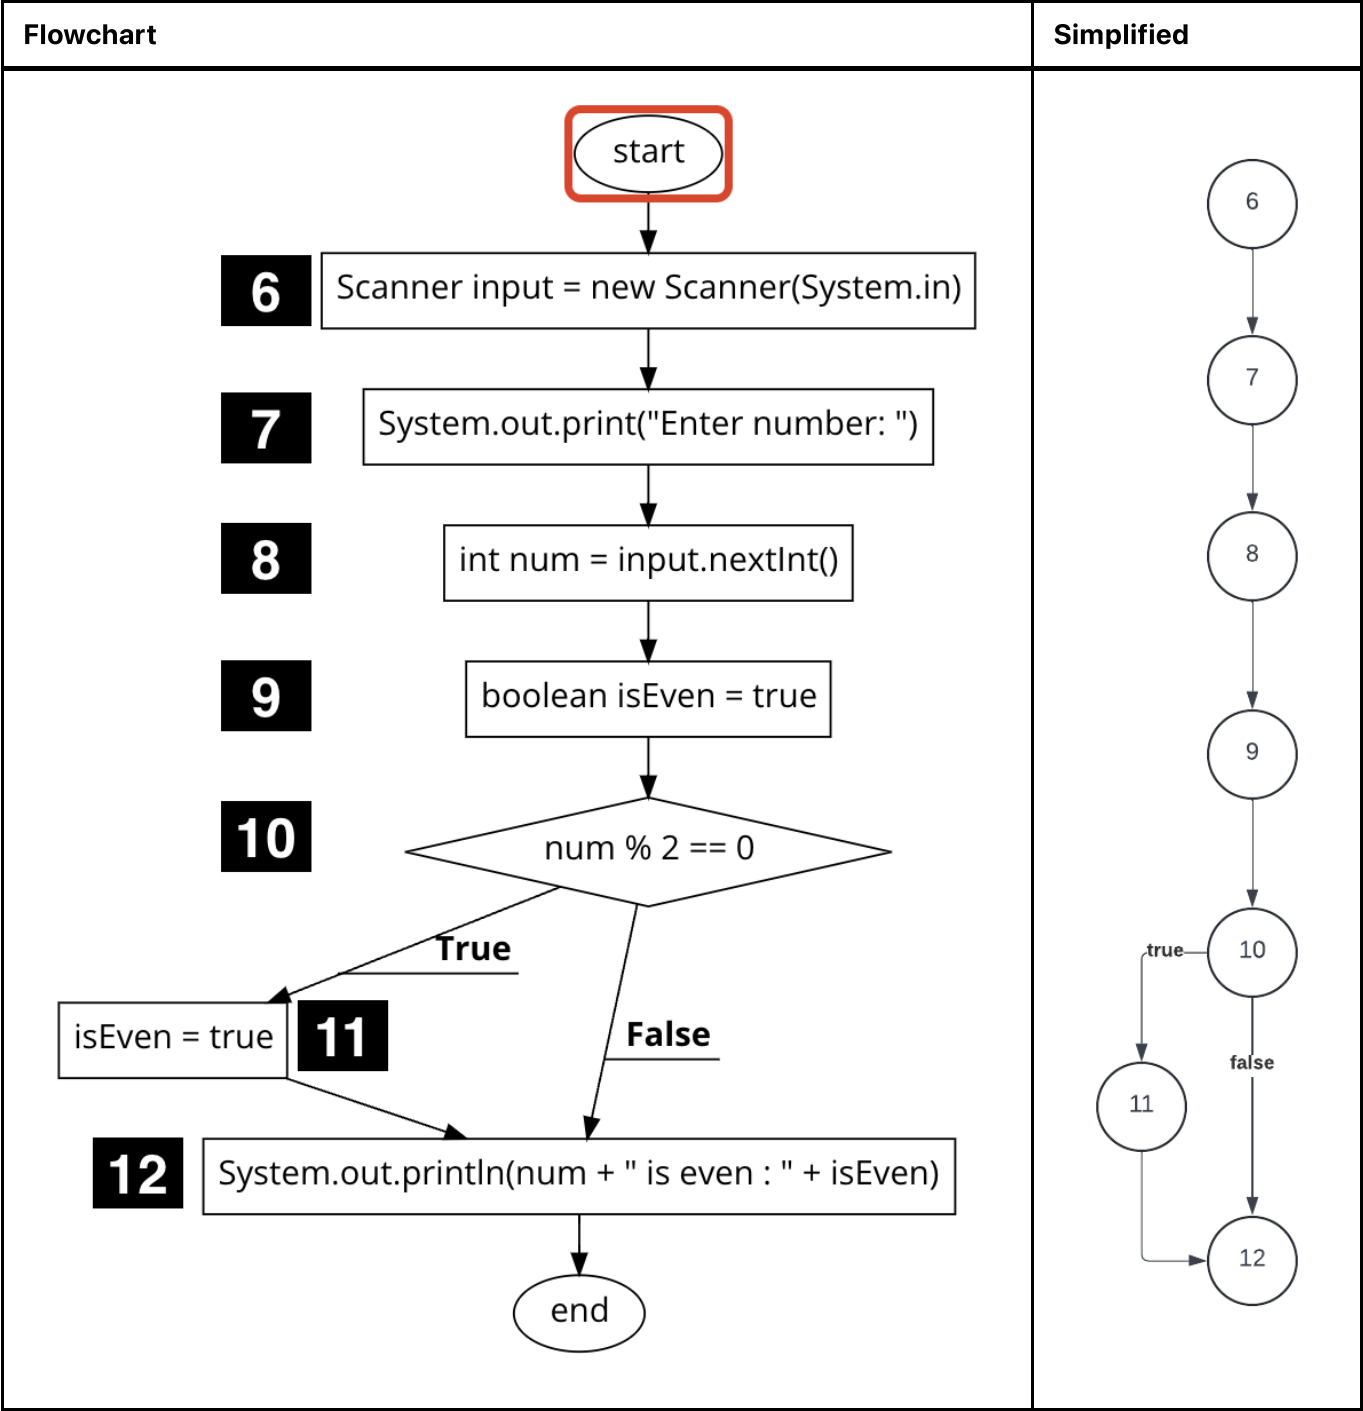 Flowchart
Simplified
start
6
Scanner input = new Scanner(System.in)
7
System.out.print("Enter number: ")
8
int num = input.nextInt()
9
boolean isEven = true
10
num % 2 == 0
True
False
isEven = true
11
12
System.out.println(num + " is even : " + isEven)
end
6
7
8
9
10
true
false
11
12